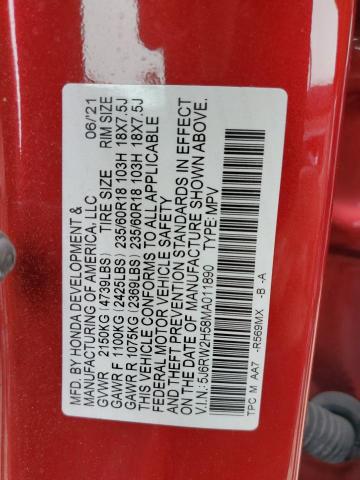 MFD. BY HONDA DEVELOPMENT & 06/'21
MANUFACTURING OF AMERICA, LLC
GVWR 2150KG (4739LBS) TIRE SIZE RIM SIZE
GAWR F 1100KG (2425LBS) 235/60R18 103H 18X7.5J
GAWR R 1075KG (2369LBS) 235/60R18 103H 18X7.5J
THIS VEHICLE CONFORMS TO ALL APPLICABLE
FEDERAL MOTOR VEHICLE SAFETY
AND THEFT PREVENTION STANDARDS IN EFFECT
ON THE DATE OF MANUFACTURE SHOWN ABOVE.
V.I.N.: 5J6RW2H58MA011890 TYPE: MPV
TPC M AA7 -R569MX -B -A